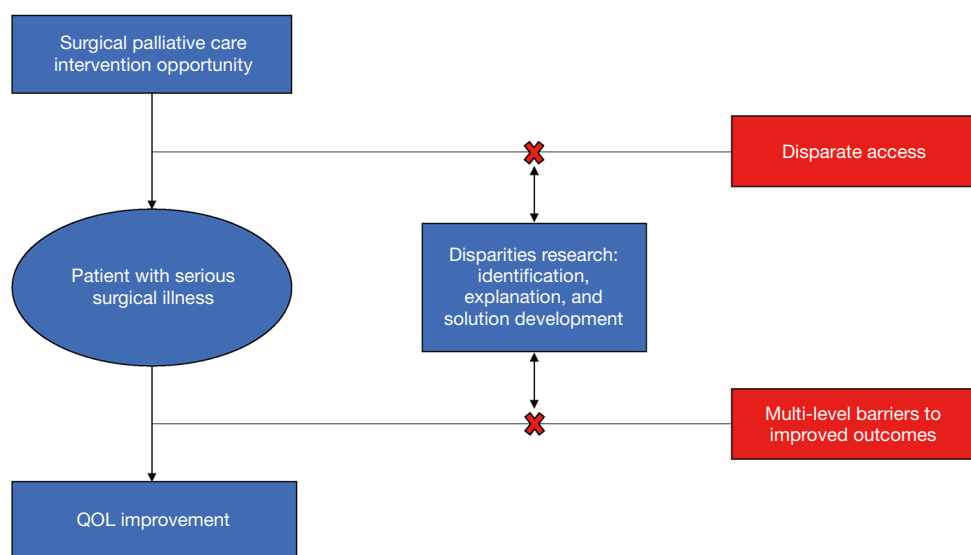 Surgical palliative care
intervention opportunity
Disparate access
Patient with serious
surgical illness
Disparities research:
identification,
explanation, and
solution development
Multi-level barriers to
improved outcomes
QOL improvement